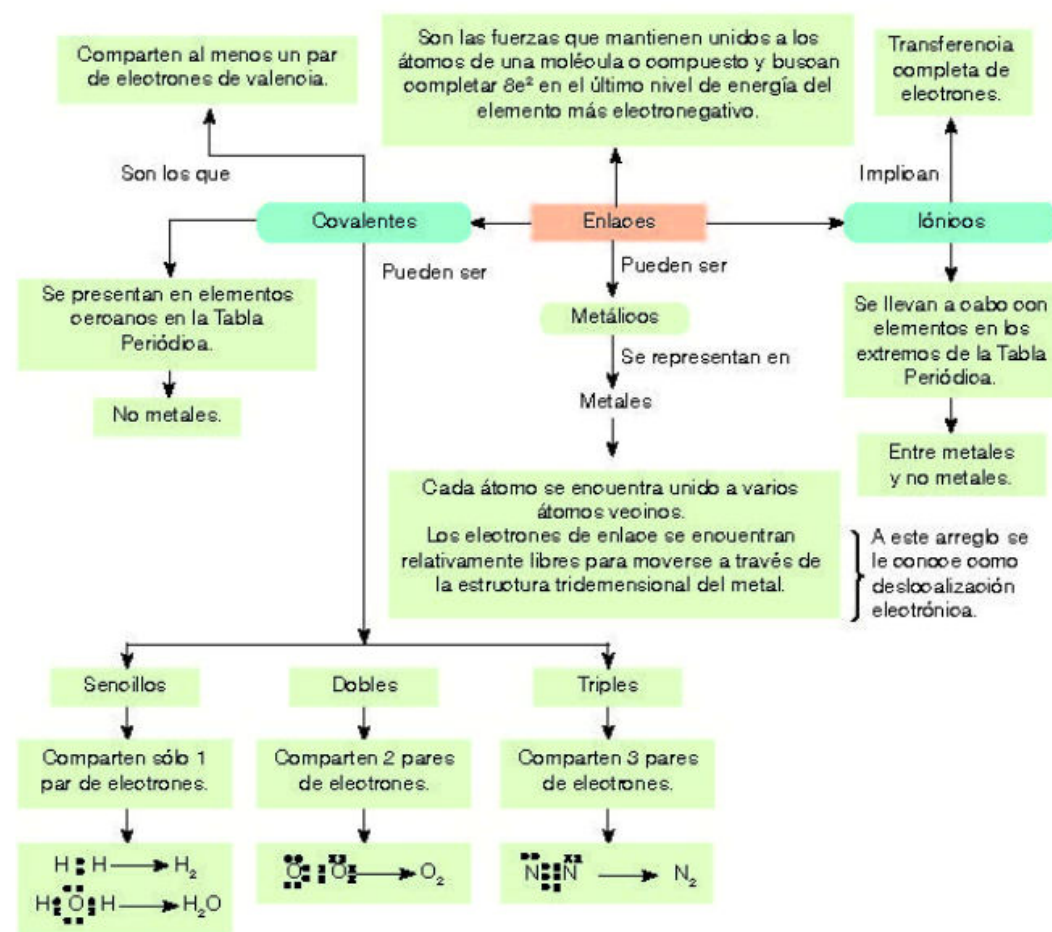 Comparten al menos un par
de electrones de valencia.
Son las fuerzas que mantienen unidos a los
átomos de una molécula o compuesto y buscan
completar 8e² en el último nivel de energía del
elemento más electronegativo.
Transferencia
completa de
electrones.
Son los que
Implican
Covalentes
Enlaces
Iónicos
Pueden ser
Pueden ser
Se presentan en elementos
cercanos en la Tabla
Periódica.
No metales.
Metálicos
Se representan en
Metales
Se llevan a cabo con
elementos en los
extremos de la Tabla
Periódica.
Entre metales
y no metales.
Cada átomo se encuentra unido a varios
átomos vecinos.
Los electrones de enlace se encuentran
relativamente libres para moverse a través de
la estructura tridemensional del metal.
A este arreglo se
le conoce como
deslocalización
electrónica.
Sencillos
Dobles
Triples
Comparten sólo 1
par de electrones.
Comparten 2 pares
de electrones.
Comparten 3 pares
de electrones.
H H → H₂
H O H → H₂O
O O → O₂
N N → N₂